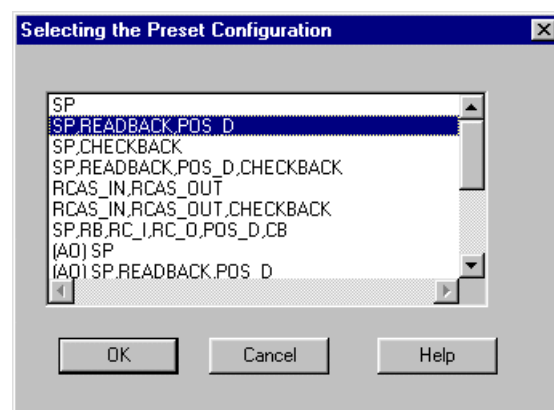 Selecting the Preset Configuration
SP
SP,READBACK,POS_D
SP,CHECKBACK
SP,READBACK,POS_D,CHECKBACK
RCAS_IN,RCAS_OUT
RCAS_IN,RCAS_OUT,CHECKBACK
SP,RB,RC_I,RC_O,POS_D,CB
(AO) SP
(AO) SP,READBACK,POS_D
OK Cancel Help